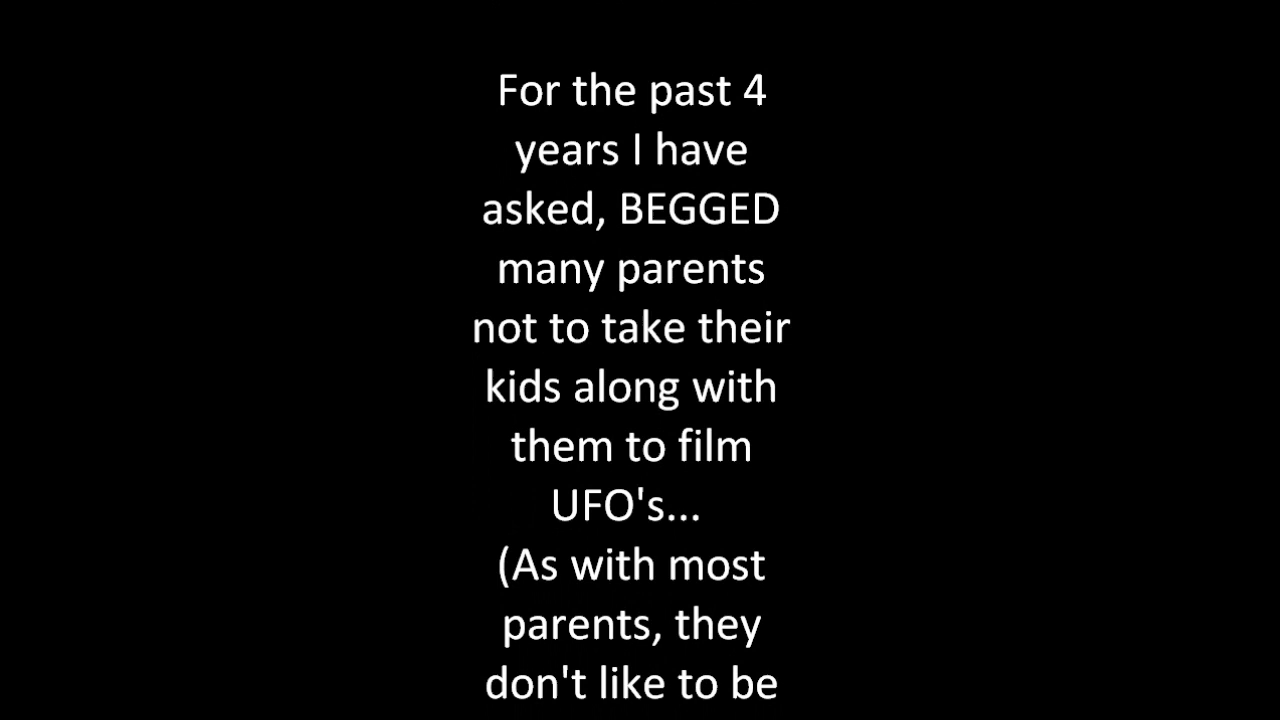 For the past 4
years I have
asked, BEGGED
many parents
not to take their
kids along with
them to film
UFO's...
(As with most
parents, they
don't like to be